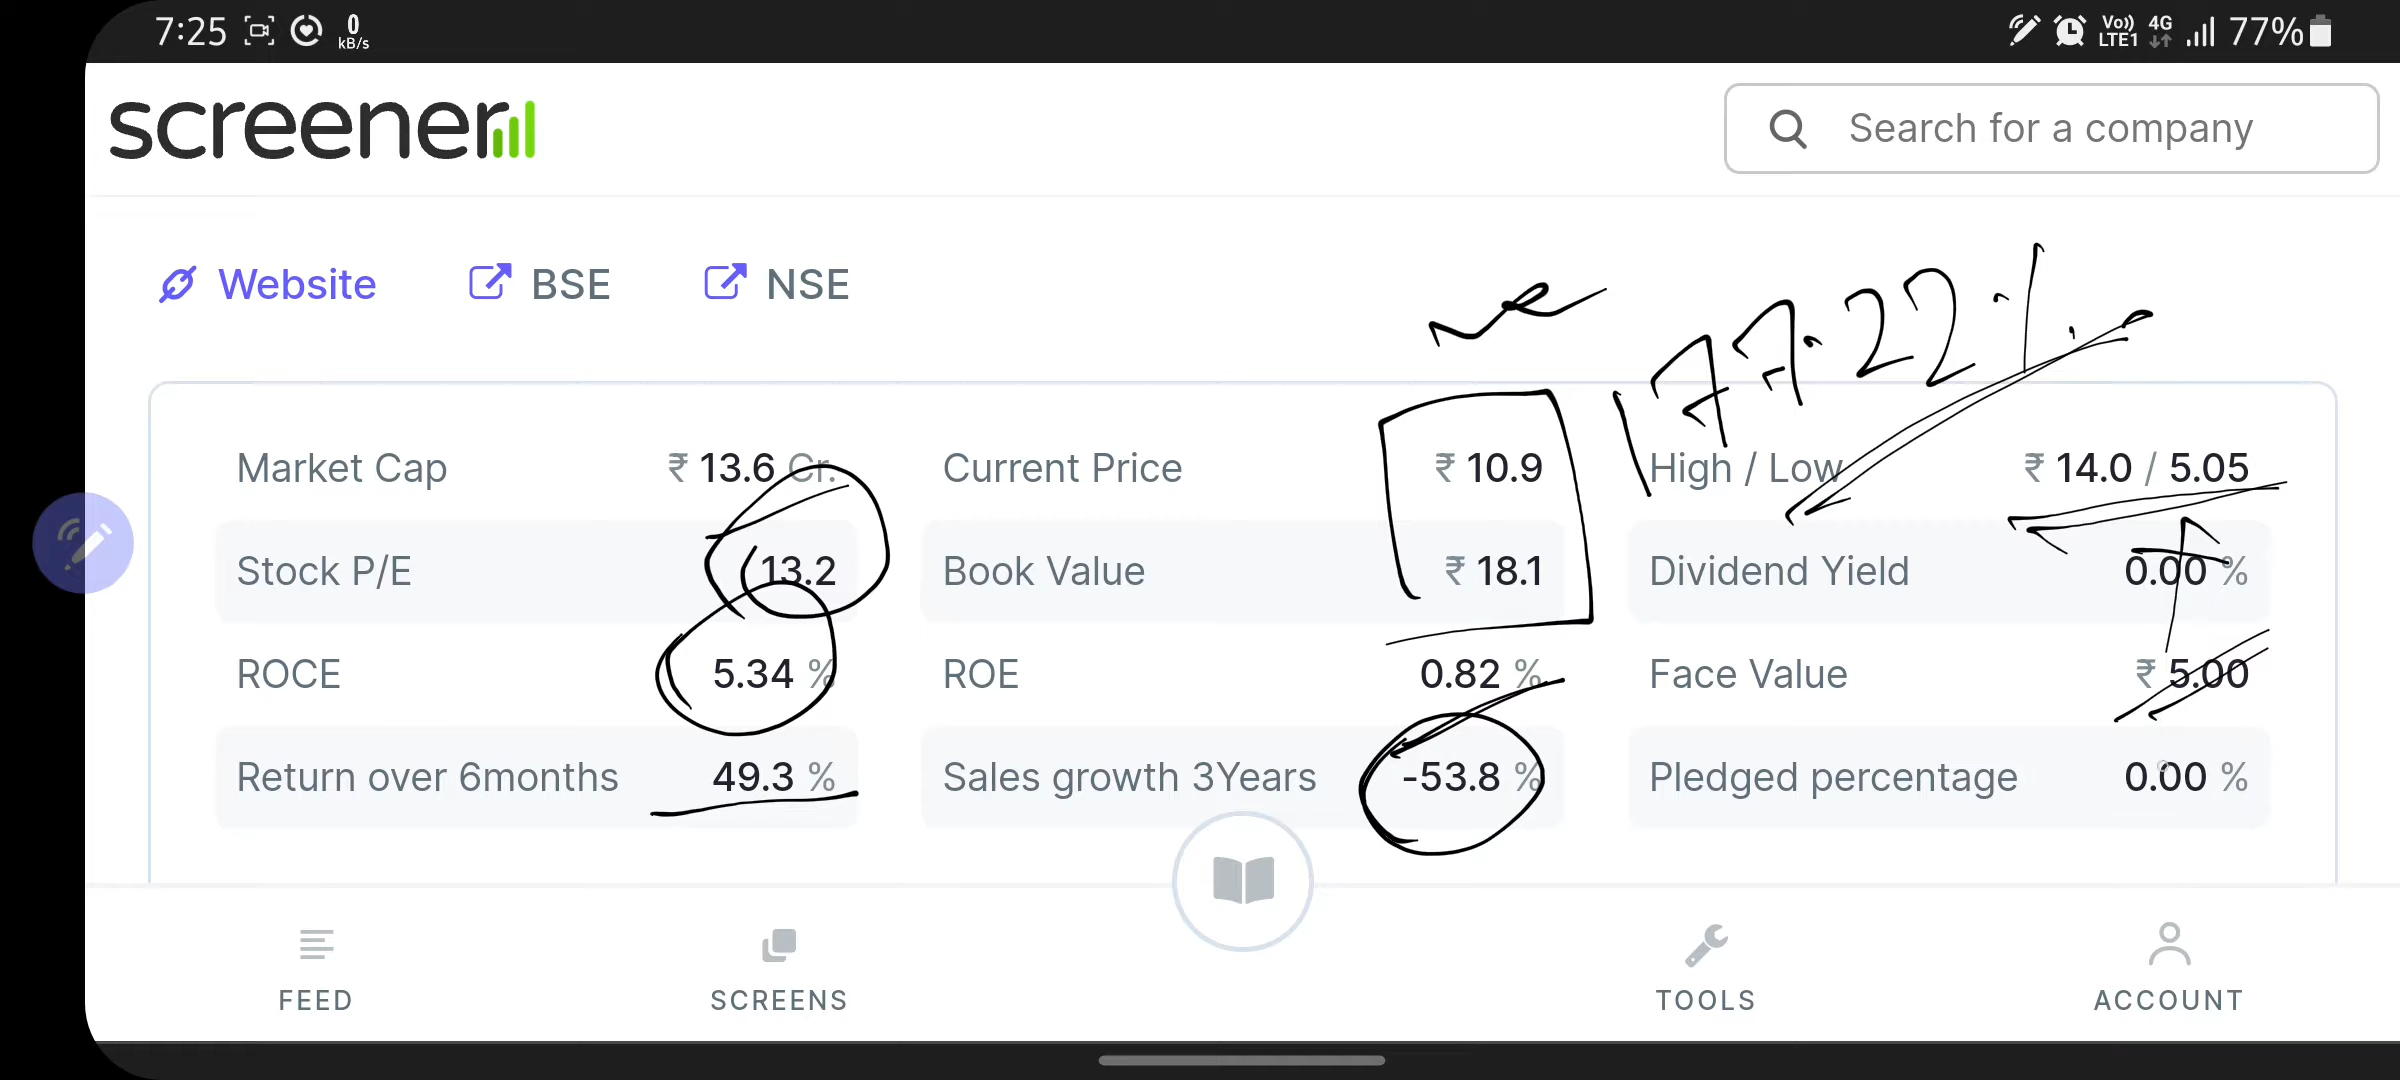 7:25 0 kB/s Vo)) LTE1 4G 77%
screener Search for a company
Website BSE NSE
177.22%
Market Cap ₹ 13.6 Cr. Current Price ₹ 10.9 High / Low ₹ 14.0 / 5.05
Stock P/E 13.2 Book Value ₹ 18.1 Dividend Yield 0.00 %
ROCE 5.34 % ROE 0.82 % Face Value ₹ 5.00
Return over 6months 49.3 % Sales growth 3Years -53.8 % Pledged percentage 0.00 %
FEED SCREENS TOOLS ACCOUNT